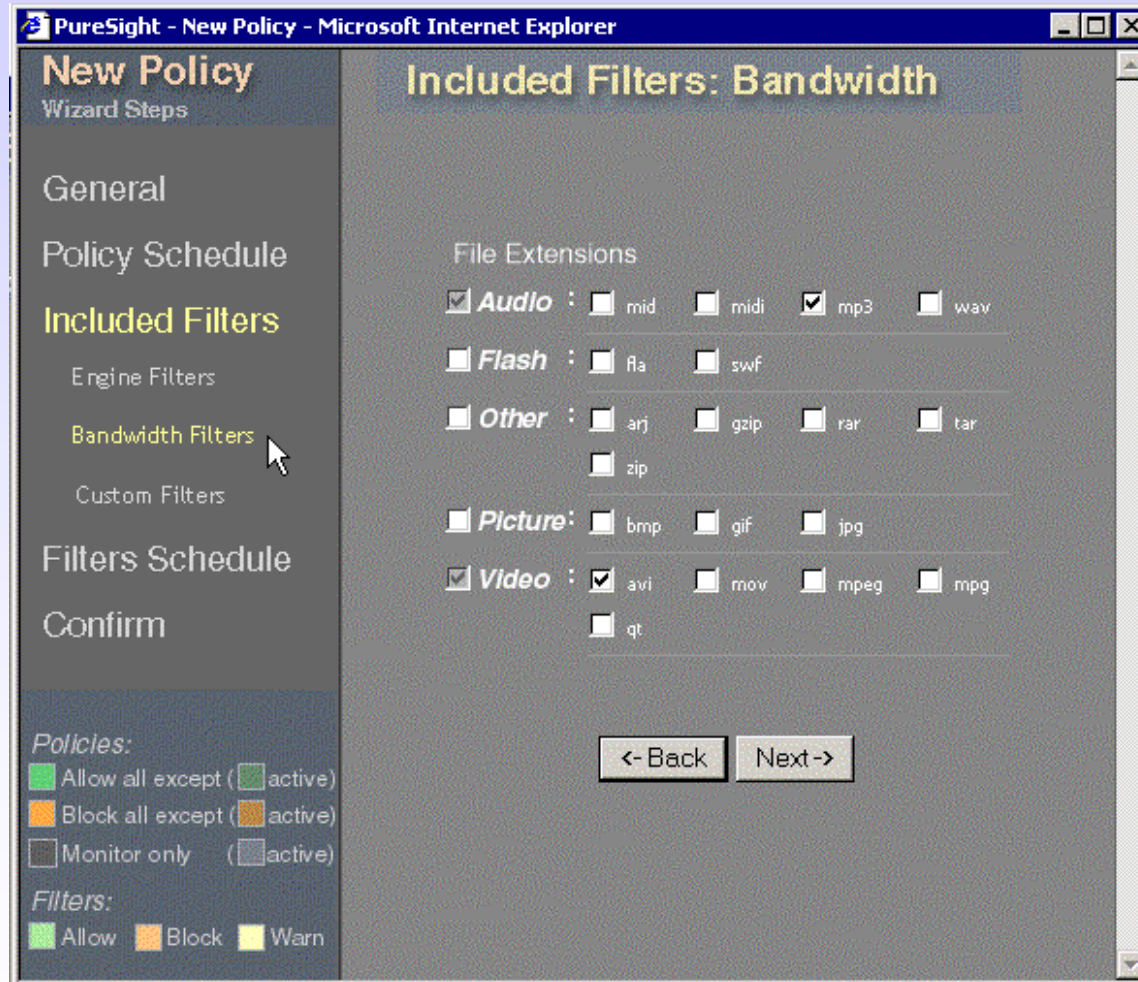 PureSight - New Policy - Microsoft Internet Explorer
New Policy
Wizard Steps
General
Policy Schedule
Included Filters
Engine Filters
Bandwidth Filters
Custom Filters
Filters Schedule
Confirm
Policies:
Allow all except (active)
Block all except (active)
Monitor only (active)
Filters:
Allow Block Warn
Included Filters: Bandwidth
File Extensions
Audio : mid midi mp3 wav
Flash : fla swf
Other : arj gzip rar tar
zip
Picture: bmp gif jpg
Video : avi mov mpeg mpg
qt
<- Back Next ->